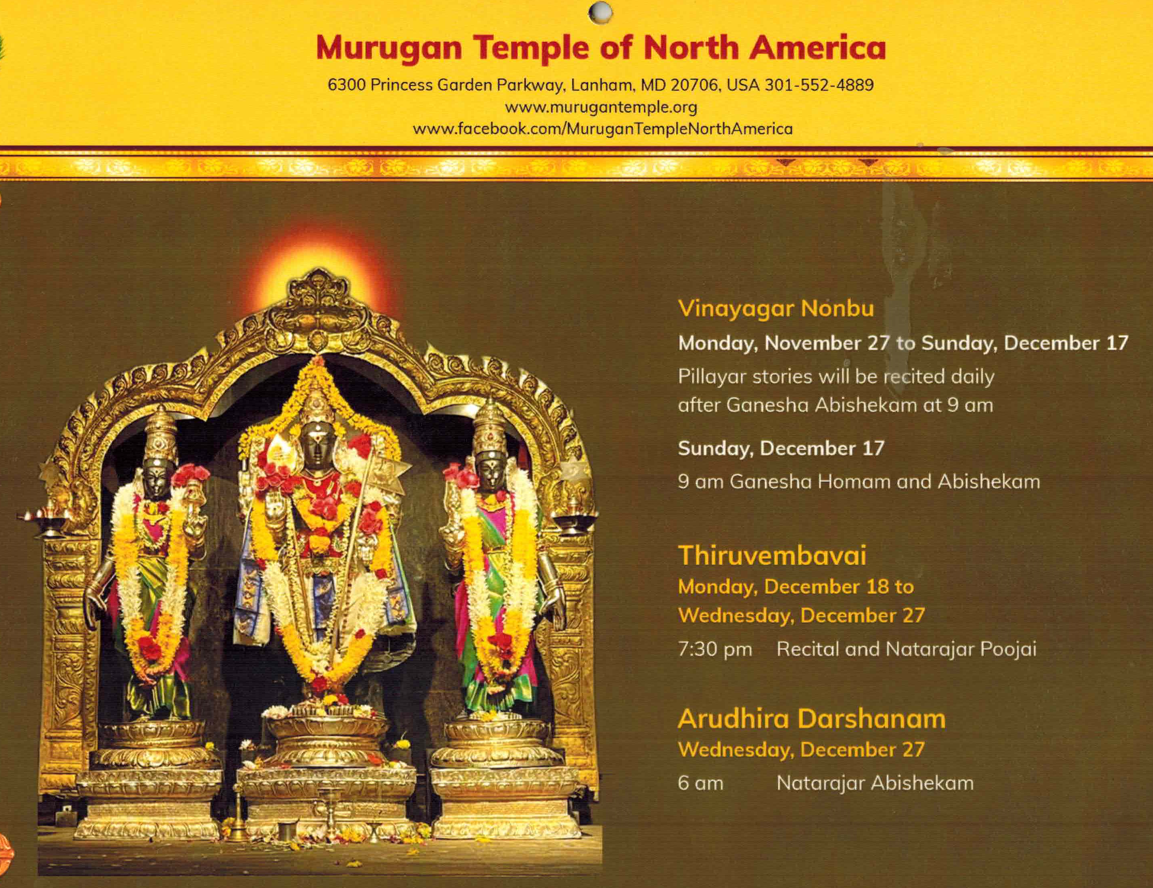 Murugan Temple of North America
6300 Princess Garden Parkway, Lanham, MD 20706, USA 301-552-4889
www.murugantemple.org
www.facebook.com/MuruganTempleNorthAmerica
Vinayagar Nonbu
Monday, November 27 to Sunday, December 17
Pillayar stories will be recited daily
after Ganesha Abishekam at 9 am
Sunday, December 17
9 am Ganesha Homam and Abishekam
Thiruvembavai
Monday, December 18 to
Wednesday, December 27
7:30 pm Recital and Natarajar Poojai
Arudhira Darshanam
Wednesday, December 27
6 am Natarajar Abishekam